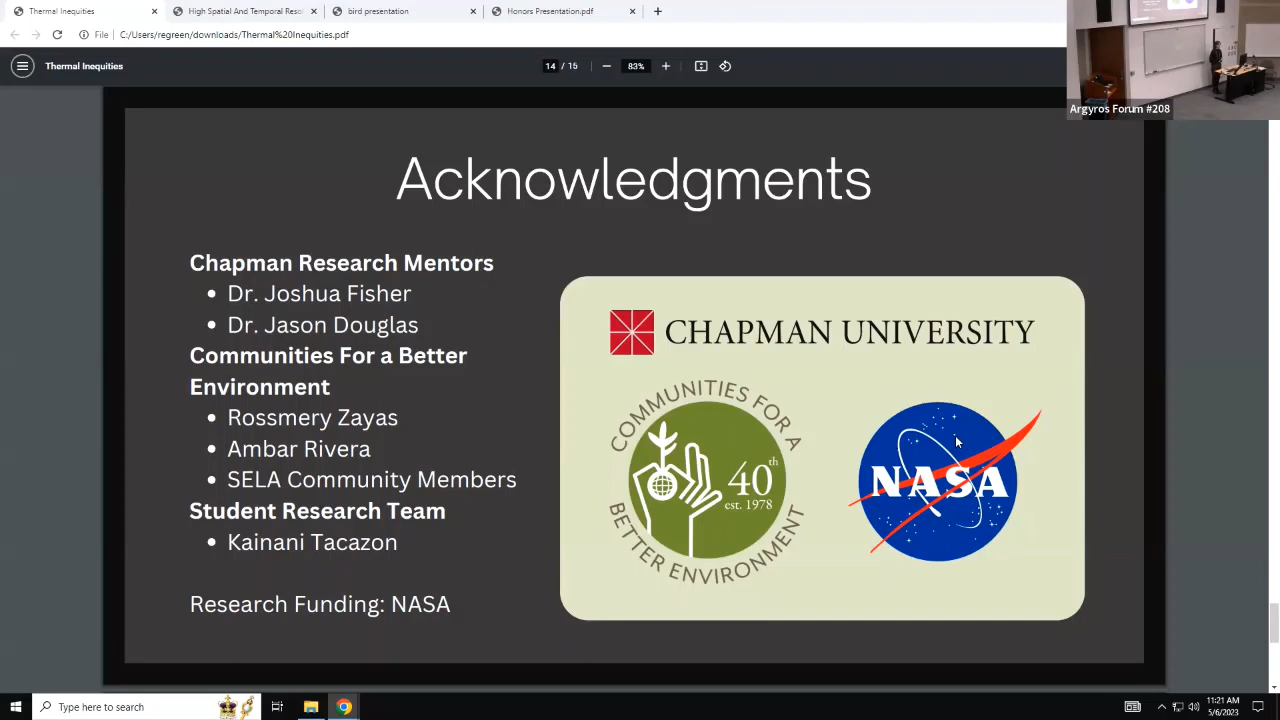 Thermal Inequities
High Spatial And Temporal Reso
bird presentation
Honors Presentation.pdf
File
C:/Users/regreen/downloads/Thermal%20Inequities.pdf
Thermal Inequities
14 / 15
83%
Argyros Forum #208
Acknowledgments
Chapman Research Mentors
Dr. Joshua Fisher
Dr. Jason Douglas
Communities For a Better
Environment
Rossmery Zayas
Ambar Rivera
SELA Community Members
Student Research Team
Kainani Tacazon
Research Funding: NASA
CHAPMAN UNIVERSITY
COMMUNITIES FOR A
40th
est. 1978
BETTER ENVIRONMENT
NASA
Type here to search
11:21 AM
5/6/2023